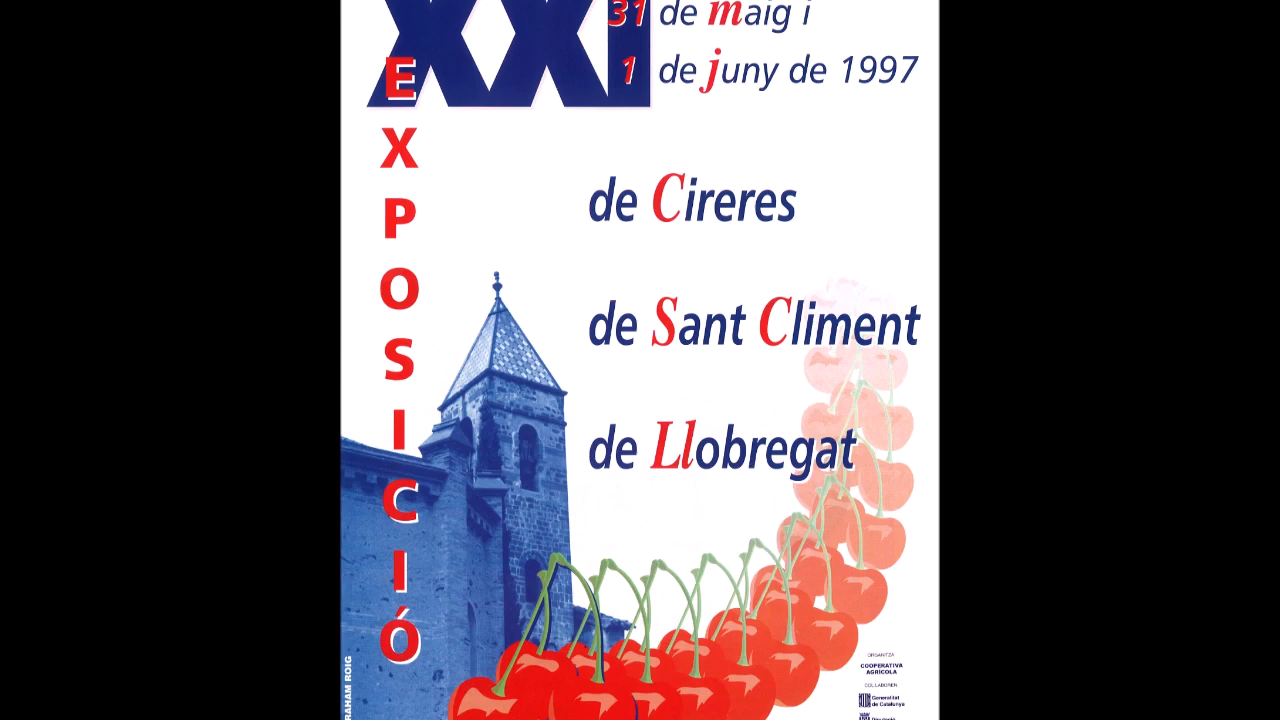 XXI
31 de maig i
1 de juny de 1997
EXPOSICIÓ
de Cireres
de Sant Climent
de Llobregat
RAHAM ROIG
ORGANITZA
COOPERATIVA
AGRÍCOLA
COL·LABOREN
Generalitat
de Catalunya
Diputació